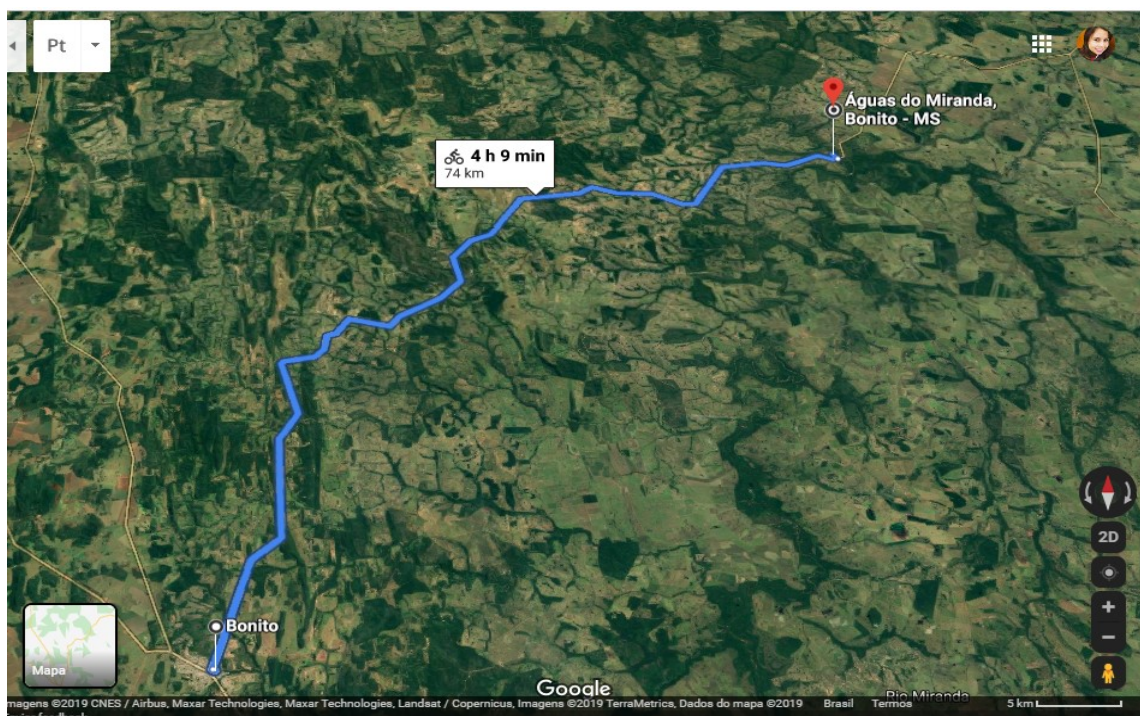 Pt
Águas do Miranda,
Bonito - MS
4 h 9 min
74 km
2D
Bonito
Mapa
Google
Rio Miranda
magens ©2019 CNES / Airbus, Maxar Technologies, Maxar Technologies, Landsat / Copernicus, Imagens ©2019 TerraMetrics, Dados do mapa ©2019 Brasil Termos 5 km